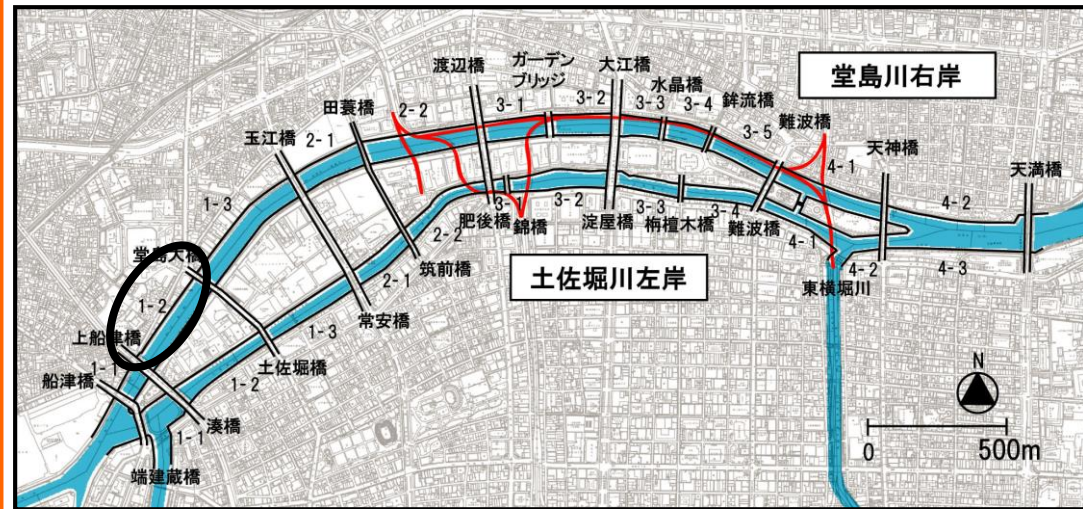 堂島川右岸
土佐堀川左岸
船津橋
上船津橋
堂島大橋
玉江橋
田蓑橋
渡辺橋
ガーデン
ブリッジ
大江橋
水晶橋
鉾流橋
難波橋
天神橋
天満橋
1-1
1-2
1-3
2-1
2-2
3-1
3-2
3-3
3-4
3-5
4-1
4-2
端建蔵橋
湊橋
土佐堀橋
常安橋
筑前橋
肥後橋
錦橋
淀屋橋
栴檀木橋
難波橋
東横堀川
1-1
1-2
1-3
2-1
2-2
3-1
3-2
3-3
3-4
4-1
4-2
4-3
N
0
500m